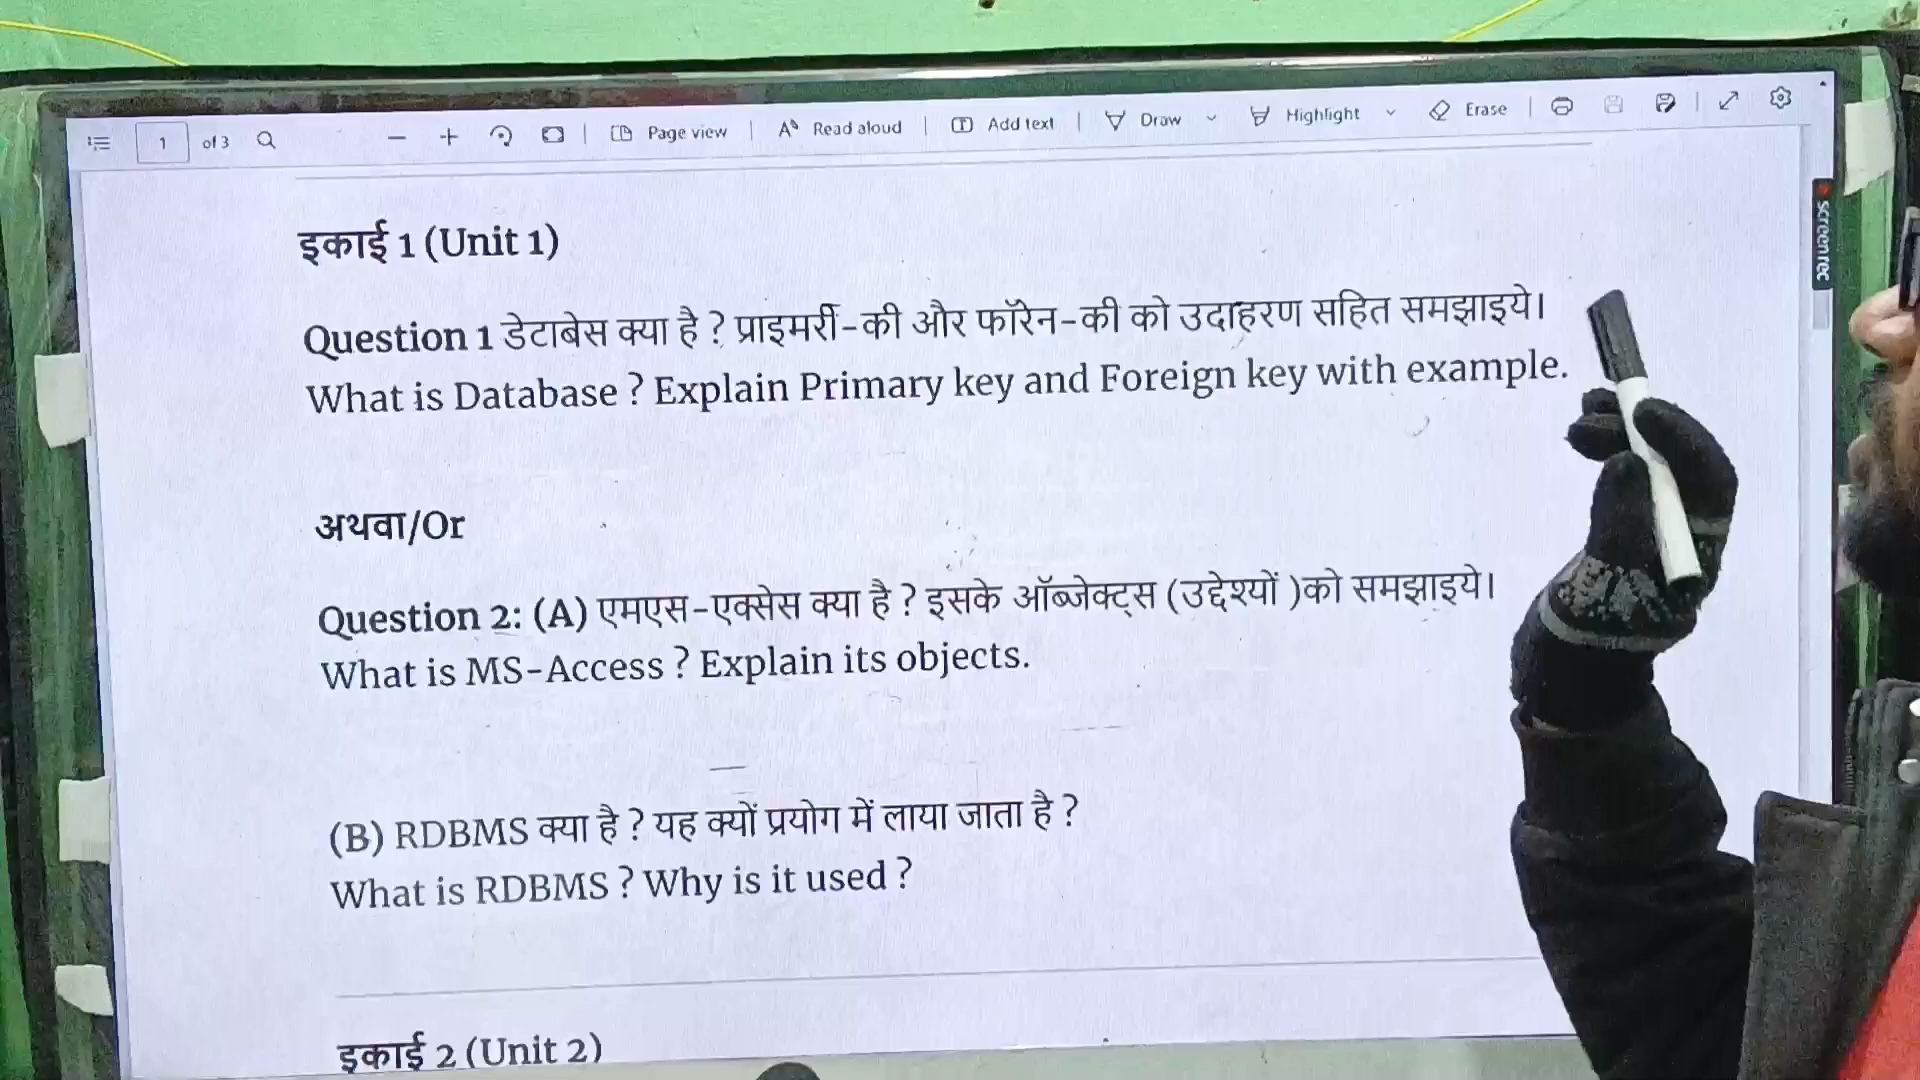 1 of 3 Page view Read aloud Add text Draw Highlight Erase
screenrec
इकाई 1 (Unit 1)
Question 1 डेटाबेस क्या है ? प्राइमरी-की और फॉरेन-की को उदाहरण सहित समझाइये।
What is Database ? Explain Primary key and Foreign key with example.
अथवा/Or
Question 2: (A) एमएस-एक्सेस क्या है ? इसके ऑब्जेक्ट्स (उद्देश्यों )को समझाइये।
What is MS-Access ? Explain its objects.
(B) RDBMS क्या है ? यह क्यों प्रयोग में लाया जाता है ?
What is RDBMS ? Why is it used ?
इकाई 2 (Unit 2)